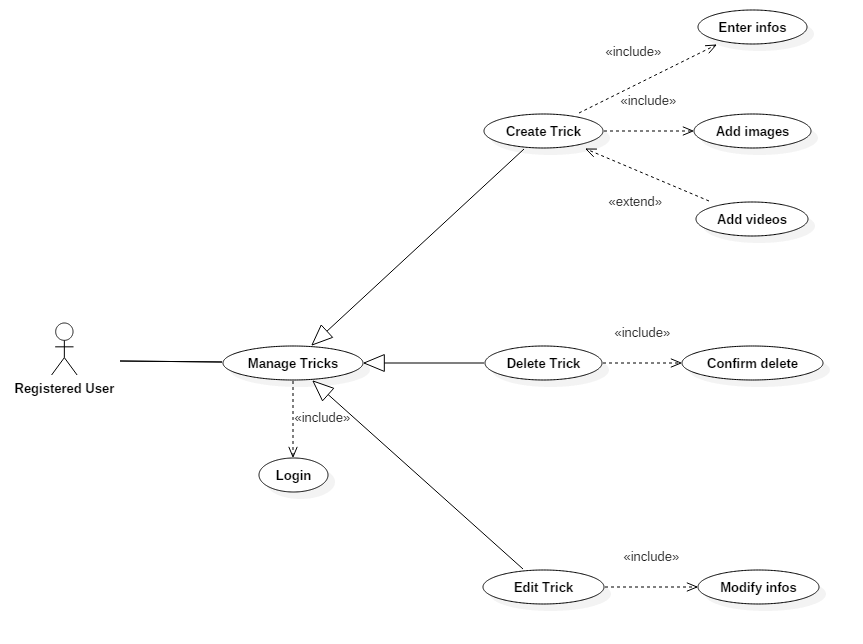 Enter infos
«include»
«include»
Create Trick
Add images
«extend»
Add videos
«include»
Manage Tricks
Delete Trick
Confirm delete
Registered User
«include»
Login
«include»
Edit Trick
Modify infos